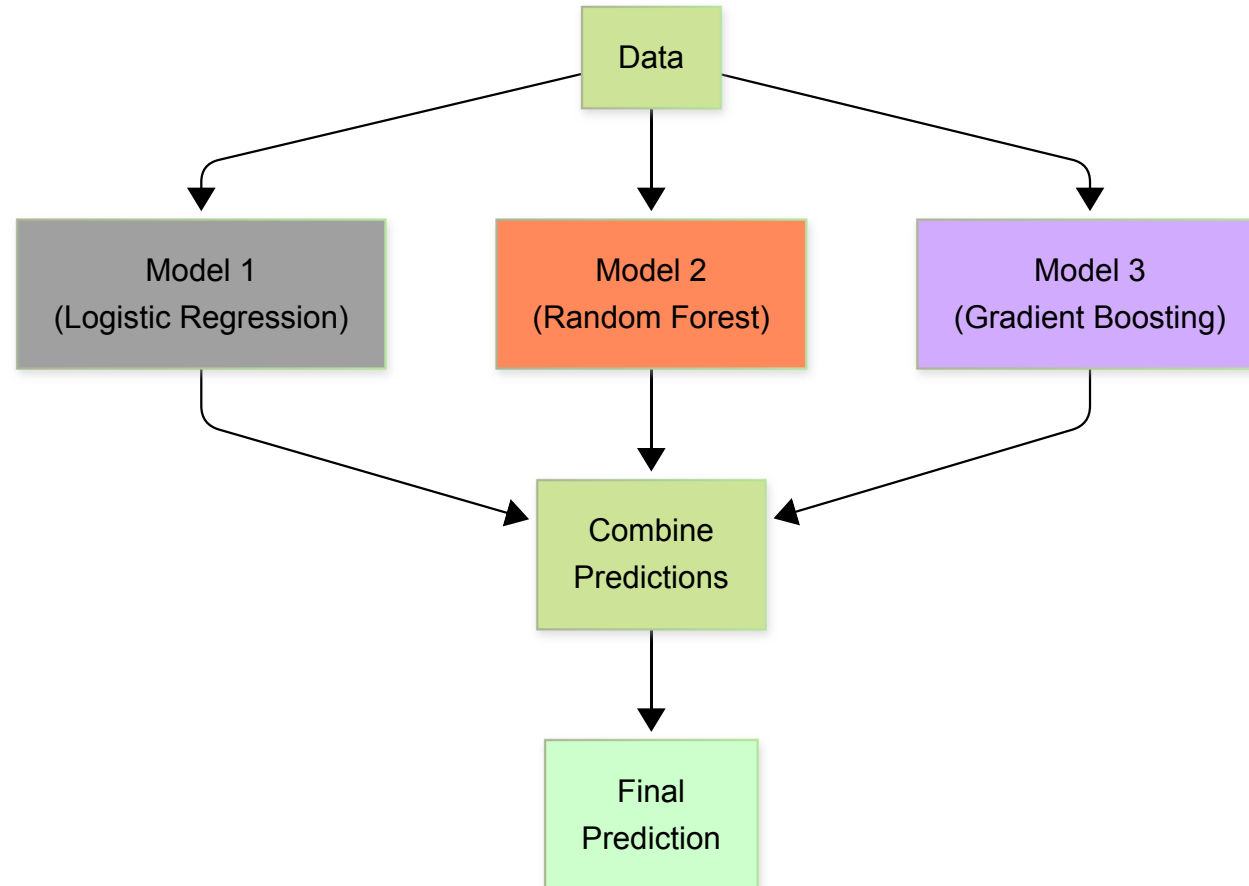 Data
Model 1
(Logistic Regression)
Model 2
(Random Forest)
Model 3
(Gradient Boosting)
Combine
Predictions
Final
Prediction